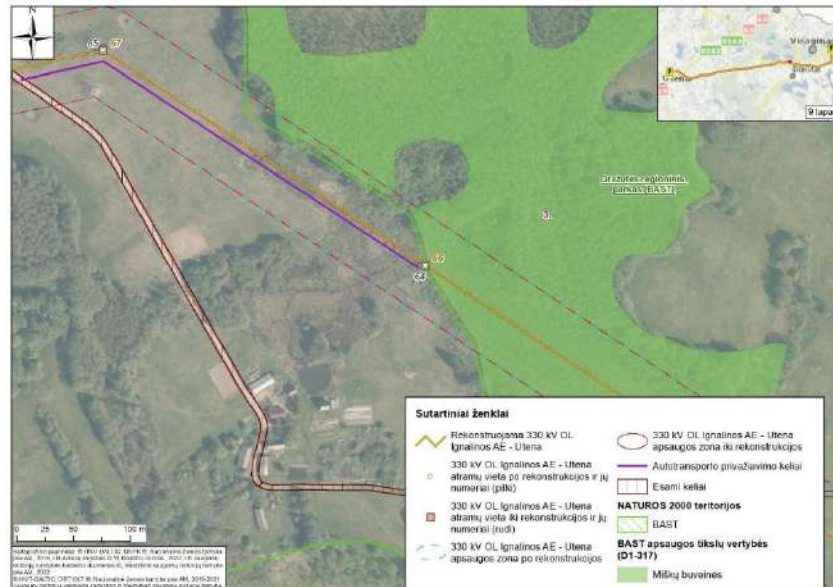 65 67
Visaginas
9 lapas
Gražutės regioninis
parkas (BAST)
3.
66
64
0 25 50 100 m
Sutartiniai ženklai
Rekonstruojama 330 kV OL
Ignalinos AE - Utena
330 kV OL Ignalinos AE - Utena
atramų vieta po rekonstrukcijos ir jų
numeriai (pilki)
330 kV OL Ignalinos AE - Utena
atramų vieta iki rekonstrukcijos ir jų
numeriai (rudi)
330 kV OL Ignalinos AE - Utena
apsaugos zona po rekonstrukcijos
330 kV OL Ignalinos AE - Utena
apsaugos zona iki rekonstrukcijos
Autotransporto privažiavimo keliai
Esami keliai
NATUROS 2000 teritorijos
BAST
BAST apsaugos tikslų vertybės
(D1-317)
Miškų buveinės